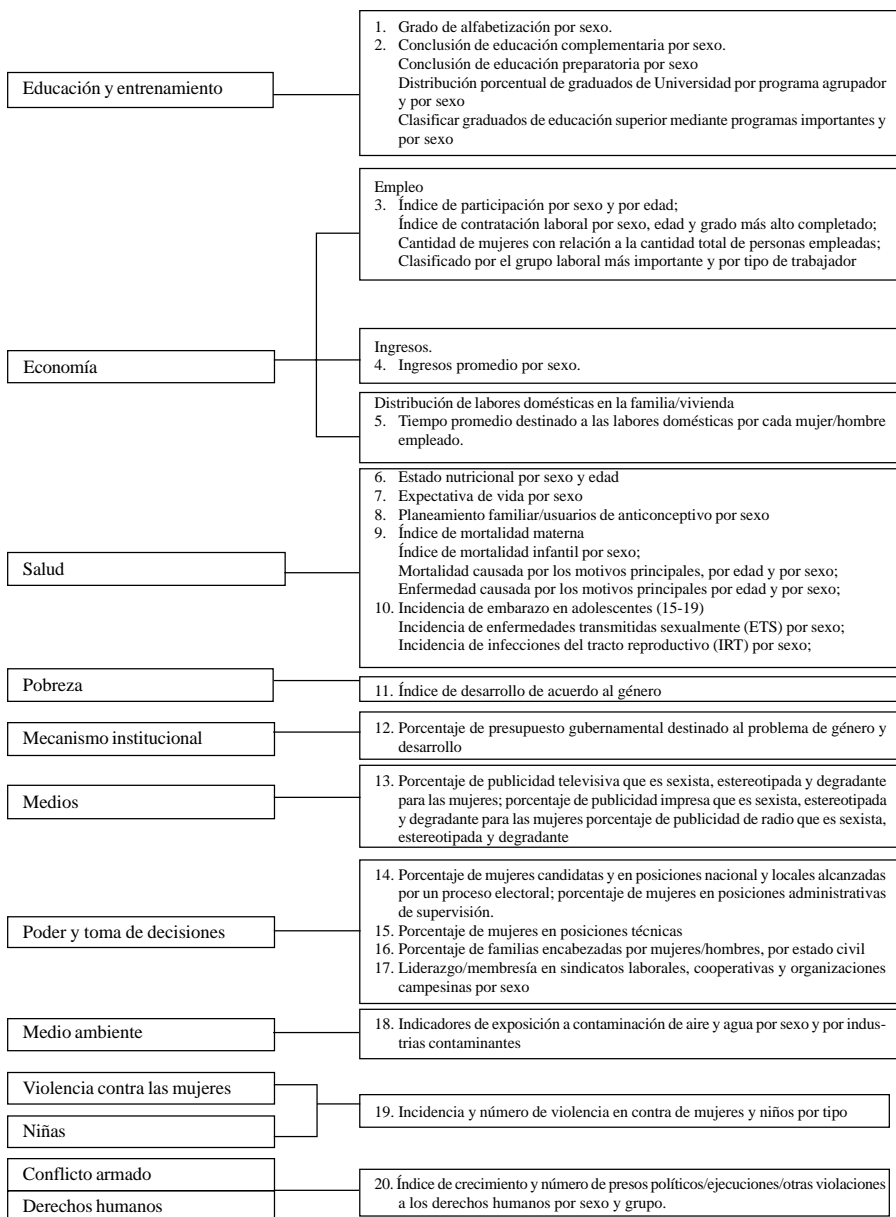 Educación y entrenamiento
1. Grado de alfabetización por sexo.
2. Conclusión de educación complementaria por sexo.
Conclusión de educación preparatoria por sexo
Distribución porcentual de graduados de Universidad por programa agrupador
y por sexo
Clasificar graduados de educación superior mediante programas importantes y
por sexo
Economía
Empleo
3. Índice de participación por sexo y por edad;
Índice de contratación laboral por sexo, edad y grado más alto completado;
Cantidad de mujeres con relación a la cantidad total de personas empleadas;
Clasificado por el grupo laboral más importante y por tipo de trabajador
Ingresos.
4. Ingresos promedio por sexo.
Distribución de labores domésticas en la familia/vivienda
5. Tiempo promedio destinado a las labores domésticas por cada mujer/hombre
empleado.
Salud
6. Estado nutricional por sexo y edad
7. Expectativa de vida por sexo
8. Planeamiento familiar/usuarios de anticonceptivo por sexo
9. Índice de mortalidad materna
Índice de mortalidad infantil por sexo;
Mortalidad causada por los motivos principales, por edad y por sexo;
Enfermedad causada por los motivos principales por edad y por sexo;
10. Incidencia de embarazo en adolescentes (15-19)
Incidencia de enfermedades transmitidas sexualmente (ETS) por sexo;
Incidencia de infecciones del tracto reproductivo (IRT) por sexo;
Pobreza
11. Índice de desarrollo de acuerdo al género
Mecanismo institucional
12. Porcentaje de presupuesto gubernamental destinado al problema de género y
desarrollo
Medios
13. Porcentaje de publicidad televisiva que es sexista, estereotipada y degradante
para las mujeres; porcentaje de publicidad impresa que es sexista, estereotipada
y degradante para las mujeres porcentaje de publicidad de radio que es sexista,
estereotipada y degradante
Poder y toma de decisiones
14. Porcentaje de mujeres candidatas y en posiciones nacional y locales alcanzadas
por un proceso electoral; porcentaje de mujeres en posiciones administrativas
de supervisión.
15. Porcentaje de mujeres en posiciones técnicas
16. Porcentaje de familias encabezadas por mujeres/hombres, por estado civil
17. Liderazgo/membresía en sindicatos laborales, cooperativas y organizaciones
campesinas por sexo
Medio ambiente
18. Indicadores de exposición a contaminación de aire y agua por sexo y por indus-
trias contaminantes
Violencia contra las mujeres
Niñas
19. Incidencia y número de violencia en contra de mujeres y niños por tipo
Conflicto armado
Derechos humanos
20. Índice de crecimiento y número de presos políticos/ejecuciones/otras violaciones
a los derechos humanos por sexo y grupo.